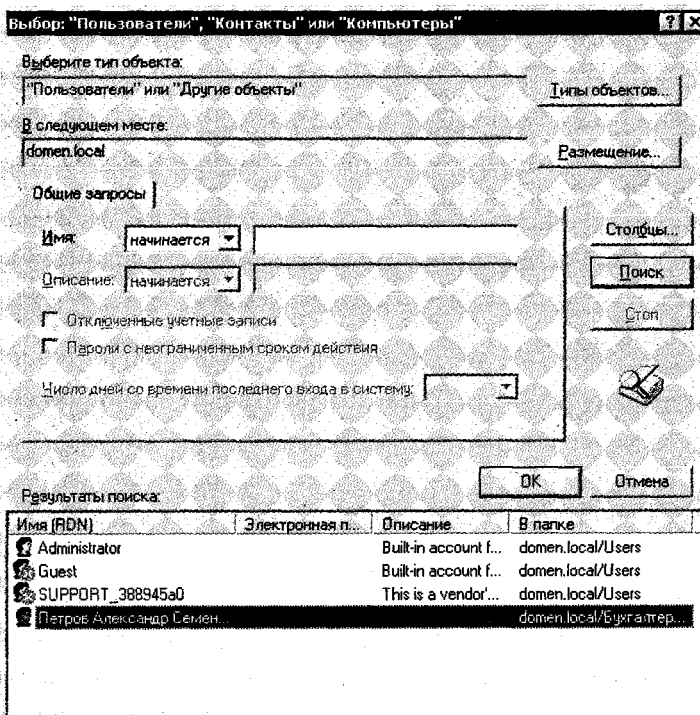 Выбор: "Пользователи", "Контакты" или "Компьютеры"
Выберите тип объекта:
"Пользователи" или "Другие объекты"
Типы объектов...
В следующем месте:
domen.local
Размещение...
Общие запросы
Имя: начинается
Столбцы...
Описание: начинается
Поиск
Отключенные учетные записи
Стоп
Пароли с неограниченным сроком действия
Число дней со времени последнего входа в систему:
OK Отмена
Результаты поиска:
Имя (RDN) Электронная п... Описание В папке
Administrator Built-in account f... domen.local/Users
Guest Built-in account f... domen.local/Users
SUPPORT_388945a0 This is a vendor'... domen.local/Users
Петров Александр Семен... domen.local/Бухгалтер...